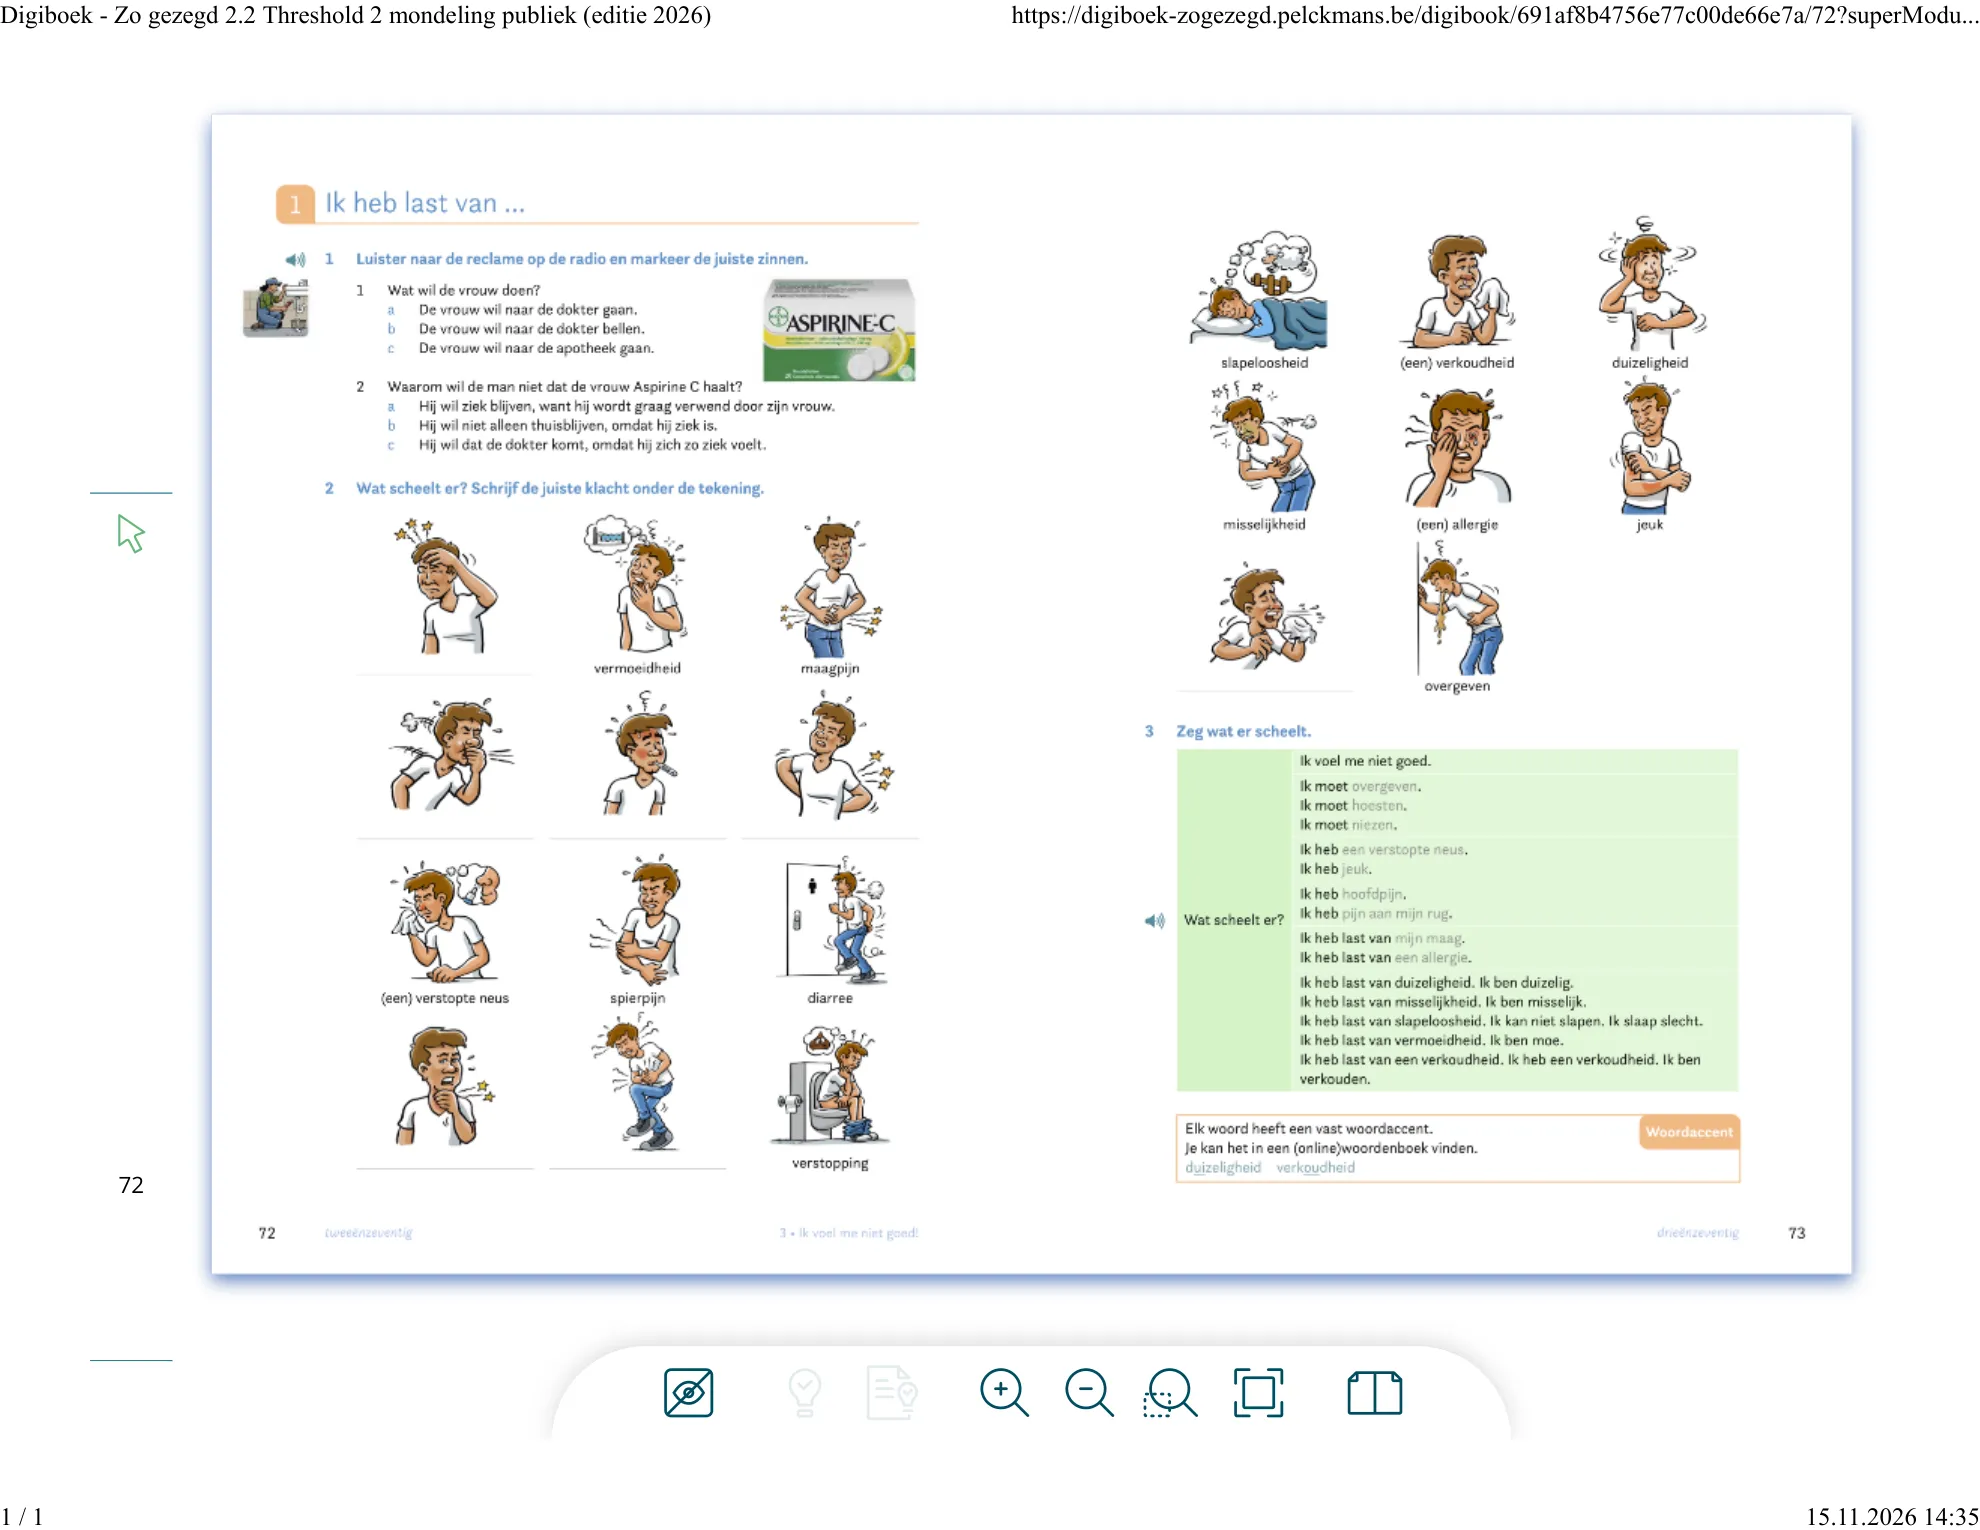 Digiboek - Zo gezegd 2.2 Threshold 2 mondeling publiek (editie 2026)
https://digiboek-zogezegd.pelckmans.be/digibook/691af8b4756e77c00de66e7a/72?superModu...
1 Ik heb last van ...
1 Luister naar de reclame op de radio en markeer de juiste zinnen.
1 Wat wil de vrouw doen?
a De vrouw wil naar de dokter gaan.
b De vrouw wil naar de dokter bellen.
c De vrouw wil naar de apotheek gaan.
ASPIRINE-C
2 Waarom wil de man niet dat de vrouw Aspirine C haalt?
a Hij wil ziek blijven, want hij wordt graag verwend door zijn vrouw.
b Hij wil niet alleen thuisblijven, omdat hij ziek is.
c Hij wil dat de dokter komt, omdat hij zich zo ziek voelt.
2 Wat scheelt er? Schrijf de juiste klacht onder de tekening.
vermoeidheid
maagpijn
(een) verstopte neus
spierpijn
diarree
verstopping
72
72 tweeënzeventig
3 • Ik voel me niet goed!
slapeloosheid
(een) verkoudheid
duizeligheid
misselijkheid
(een) allergie
jeuk
overgeven
3 Zeg wat er scheelt.
Wat scheelt er?
Ik voel me niet goed.
Ik moet overgeven.
Ik moet hoesten.
Ik moet niezen.
Ik heb een verstopte neus.
Ik heb jeuk.
Ik heb hoofdpijn.
Ik heb pijn aan mijn rug.
Ik heb last van mijn maag.
Ik heb last van een allergie.
Ik heb last van duizeligheid. Ik ben duizelig.
Ik heb last van misselijkheid. Ik ben misselijk.
Ik heb last van slapeloosheid. Ik kan niet slapen. Ik slaap slecht.
Ik heb last van vermoeidheid. Ik ben moe.
Ik heb last van een verkoudheid. Ik heb een verkoudheid. Ik ben
verkouden.
Woordaccent
Elk woord heeft een vast woordaccent.
Je kan het in een (online)woordenboek vinden.
duizeligheid verkoudheid
drieënzeventig 73
1 / 1
15.11.2026 14:35